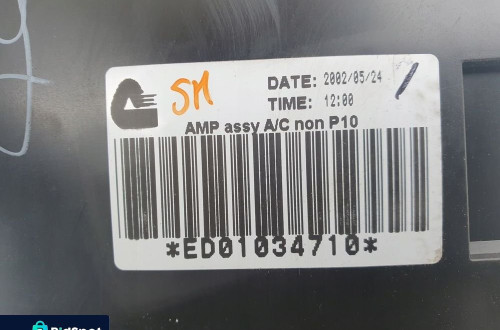 SM
DATE: 2002/05/24
TIME: 12:00
AMP assy A/C non P10
*ED01034710*